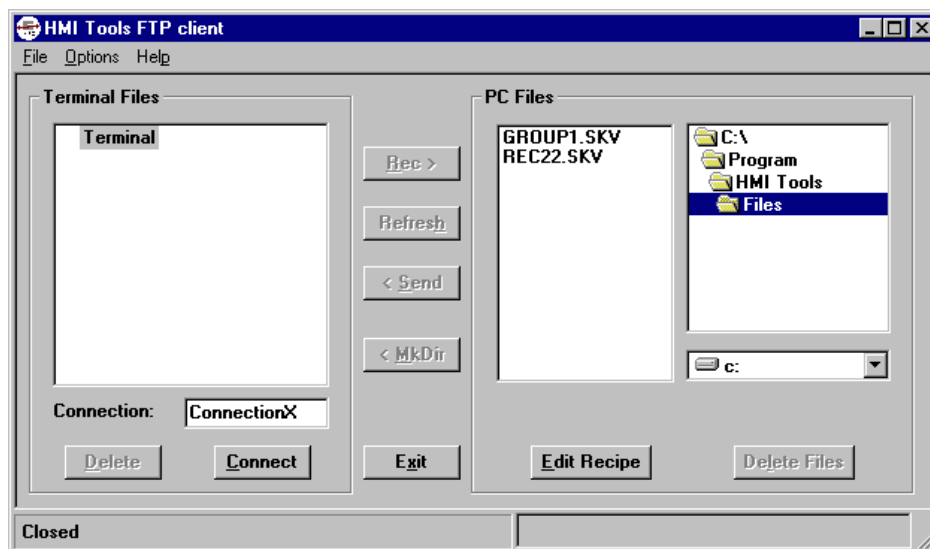 HMI Tools FTP client
File Options Help
Terminal Files
Terminal
Connection: ConnectionX
Delete Connect
Rec >
Refresh
< Send
< MkDir
Exit
PC Files
GROUP1.SKV
REC22.SKV
C:\
Program
HMI Tools
Files
c:
Edit Recipe Delete Files
Closed